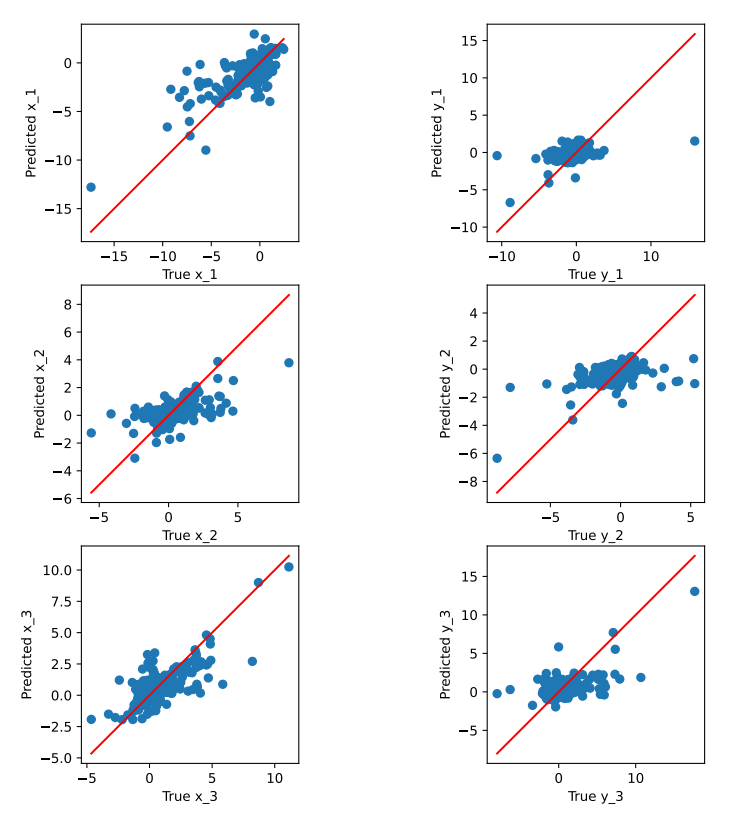 0
−5
−10
−15
Predicted x_1
−15 −10 −5 0
True x_1
15
10
5
0
−5
−10
Predicted y_1
−10 0 10
True y_1
8
6
4
2
0
−2
−4
−6
Predicted x_2
−5 0 5
True x_2
4
2
0
−2
−4
−6
−8
Predicted y_2
−5 0 5
True y_2
10.0
7.5
5.0
2.5
0.0
−2.5
−5.0
Predicted x_3
−5 0 5 10
True x_3
15
10
5
0
−5
Predicted y_3
0 10
True y_3